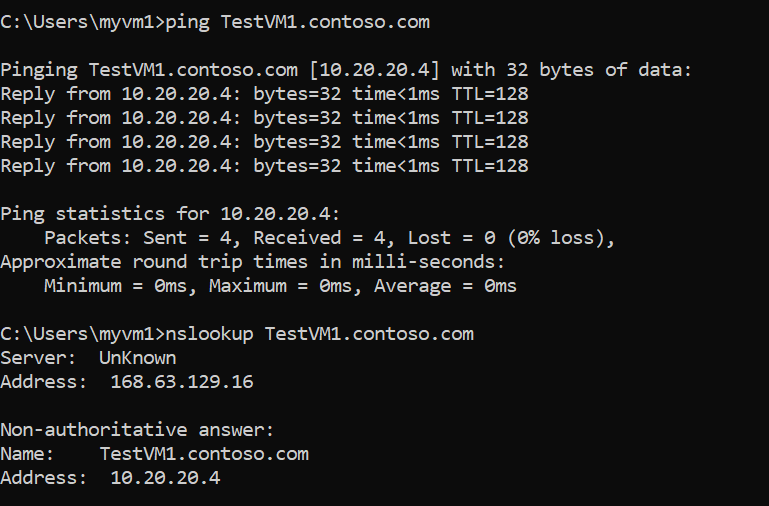 C:\Users\myvm1>ping TestVM1.contoso.com
Pinging TestVM1.contoso.com [10.20.20.4] with 32 bytes of data:
Reply from 10.20.20.4: bytes=32 time<1ms TTL=128
Reply from 10.20.20.4: bytes=32 time<1ms TTL=128
Reply from 10.20.20.4: bytes=32 time<1ms TTL=128
Reply from 10.20.20.4: bytes=32 time<1ms TTL=128
Ping statistics for 10.20.20.4:
    Packets: Sent = 4, Received = 4, Lost = 0 (0% loss),
Approximate round trip times in milli-seconds:
    Minimum = 0ms, Maximum = 0ms, Average = 0ms
C:\Users\myvm1>nslookup TestVM1.contoso.com
Server:  UnKnown
Address:  168.63.129.16
Non-authoritative answer:
Name:    TestVM1.contoso.com
Address:  10.20.20.4